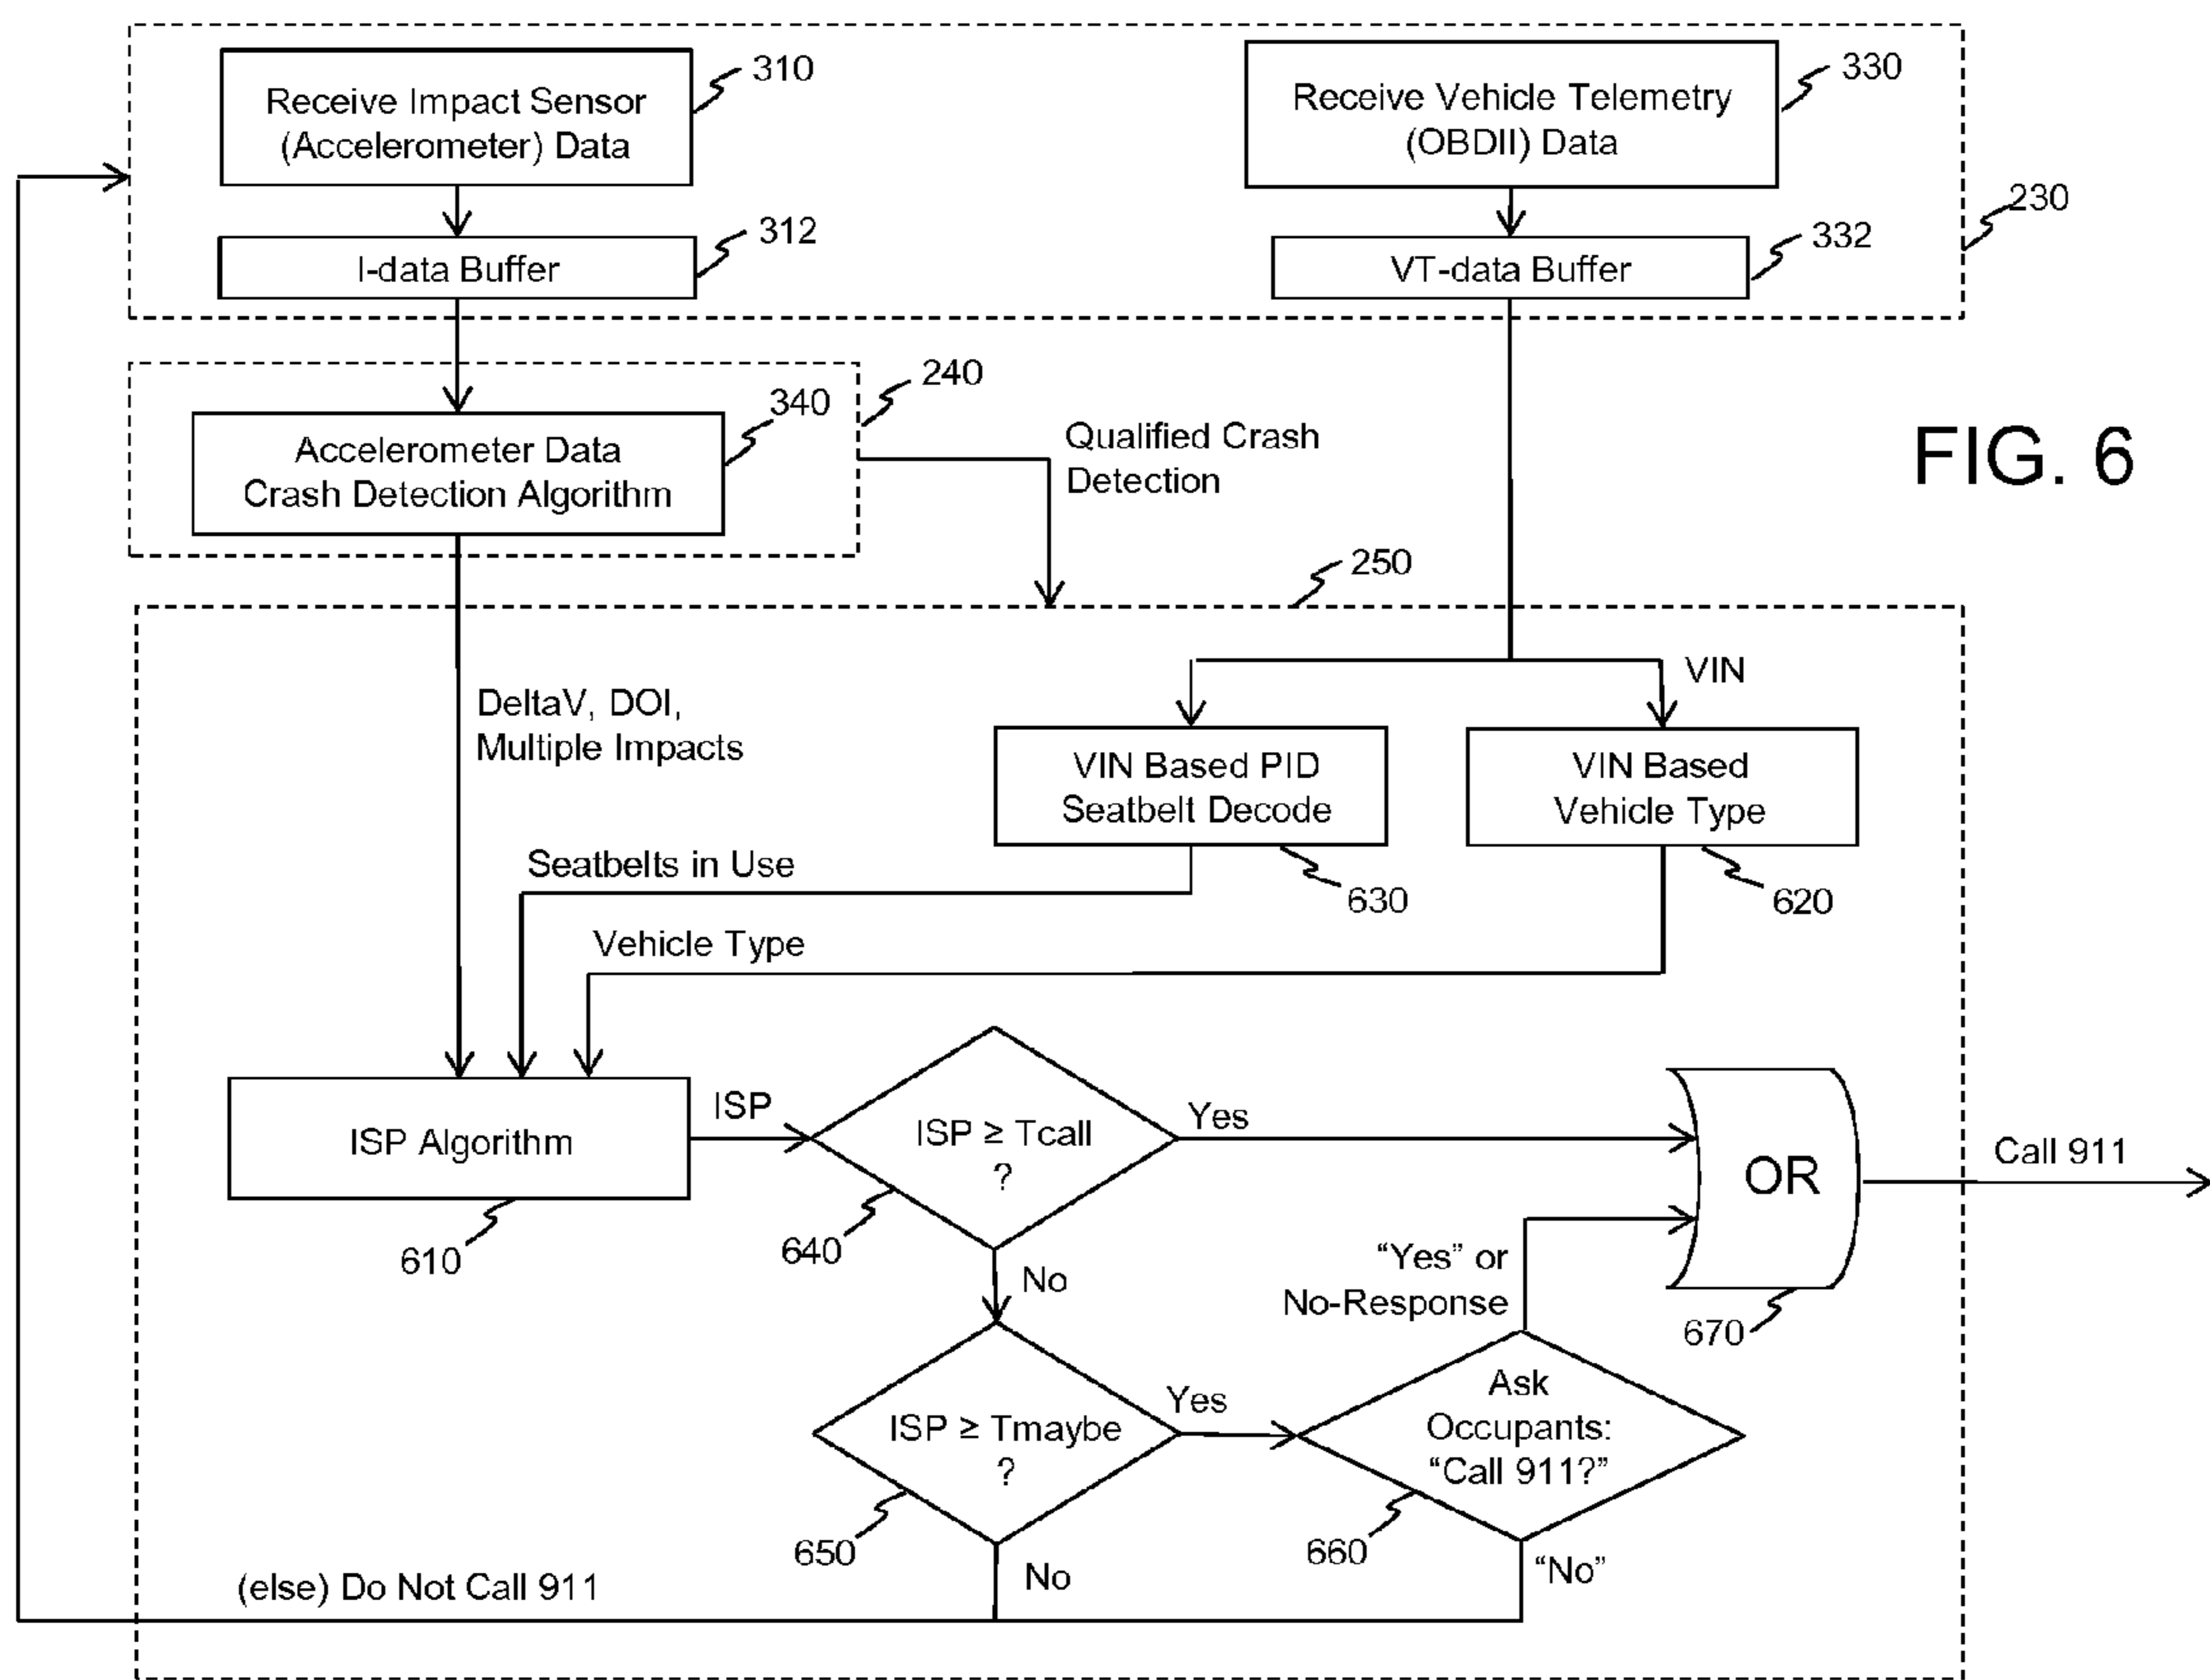 310
Receive Impact Sensor
(Accelerometer) Data
330
Receive Vehicle Telemetry
(OBDII) Data
230
312
I-data Buffer
332
VT-data Buffer
240
340
Accelerometer Data
Crash Detection Algorithm
Qualified Crash
Detection
FIG. 6
250
DeltaV, DOI,
Multiple Impacts
VIN
VIN Based PID
Seatbelt Decode
VIN Based
Vehicle Type
Seatbelts in Use
630
620
Vehicle Type
ISP Algorithm
ISP
610
ISP ≥ Tcall
?
Yes
640
No
OR
Call 911
“Yes” or
No-Response
670
ISP ≥ Tmaybe
?
Yes
650
No
Ask
Occupants:
“Call 911?”
660
“No”
(else) Do Not Call 911